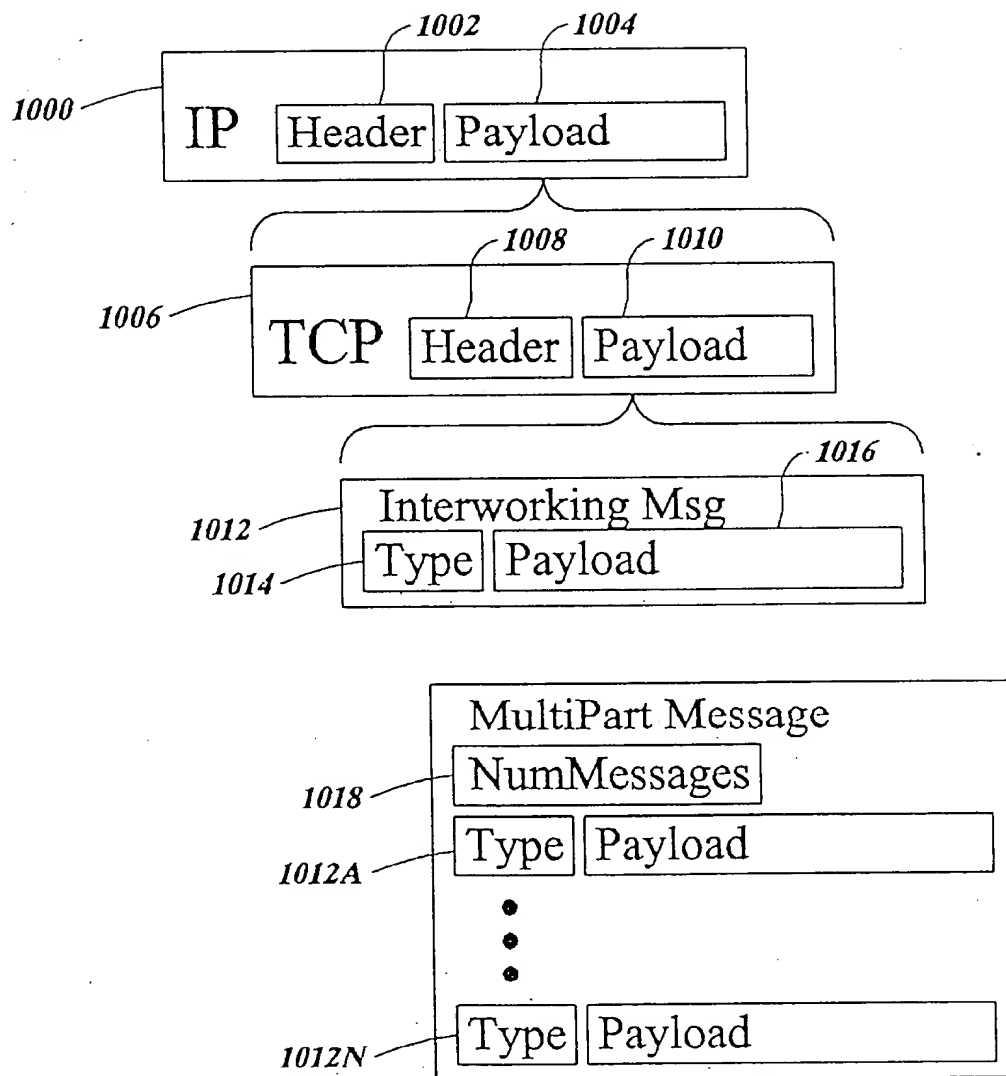 1002 1004
1000
IP Header Payload
1008 1010
1006
TCP Header Payload
1016
1012 Interworking Msg
1014 Type Payload
MultiPart Message
1018 NumMessages
1012A Type Payload
1012N Type Payload